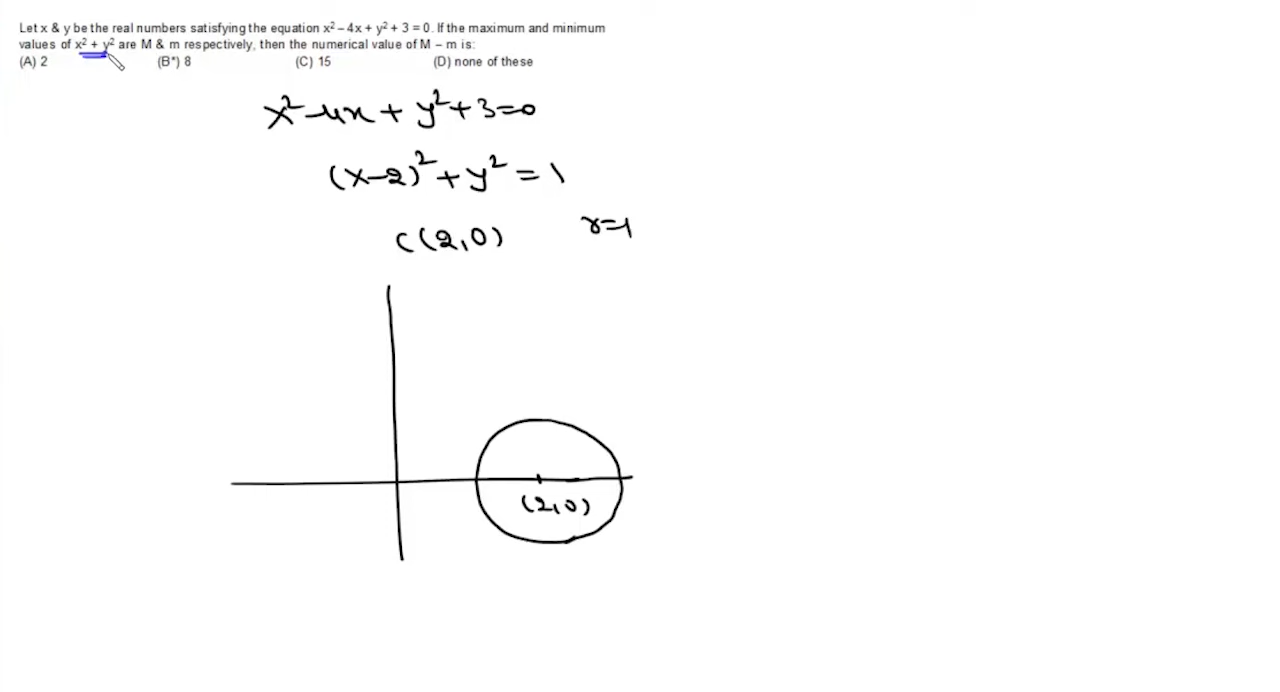 Let x & y be the real numbers satisfying the equation x² – 4x + y² + 3 = 0. If the maximum and minimum
values of x² + y² are M & m respectively, then the numerical value of M – m is:
(A) 2 (B*) 8 (C) 15 (D) none of these
x² - 4x + y² + 3 = 0
(x-2)² + y² = 1
C(2,0) r=1
(2,0)